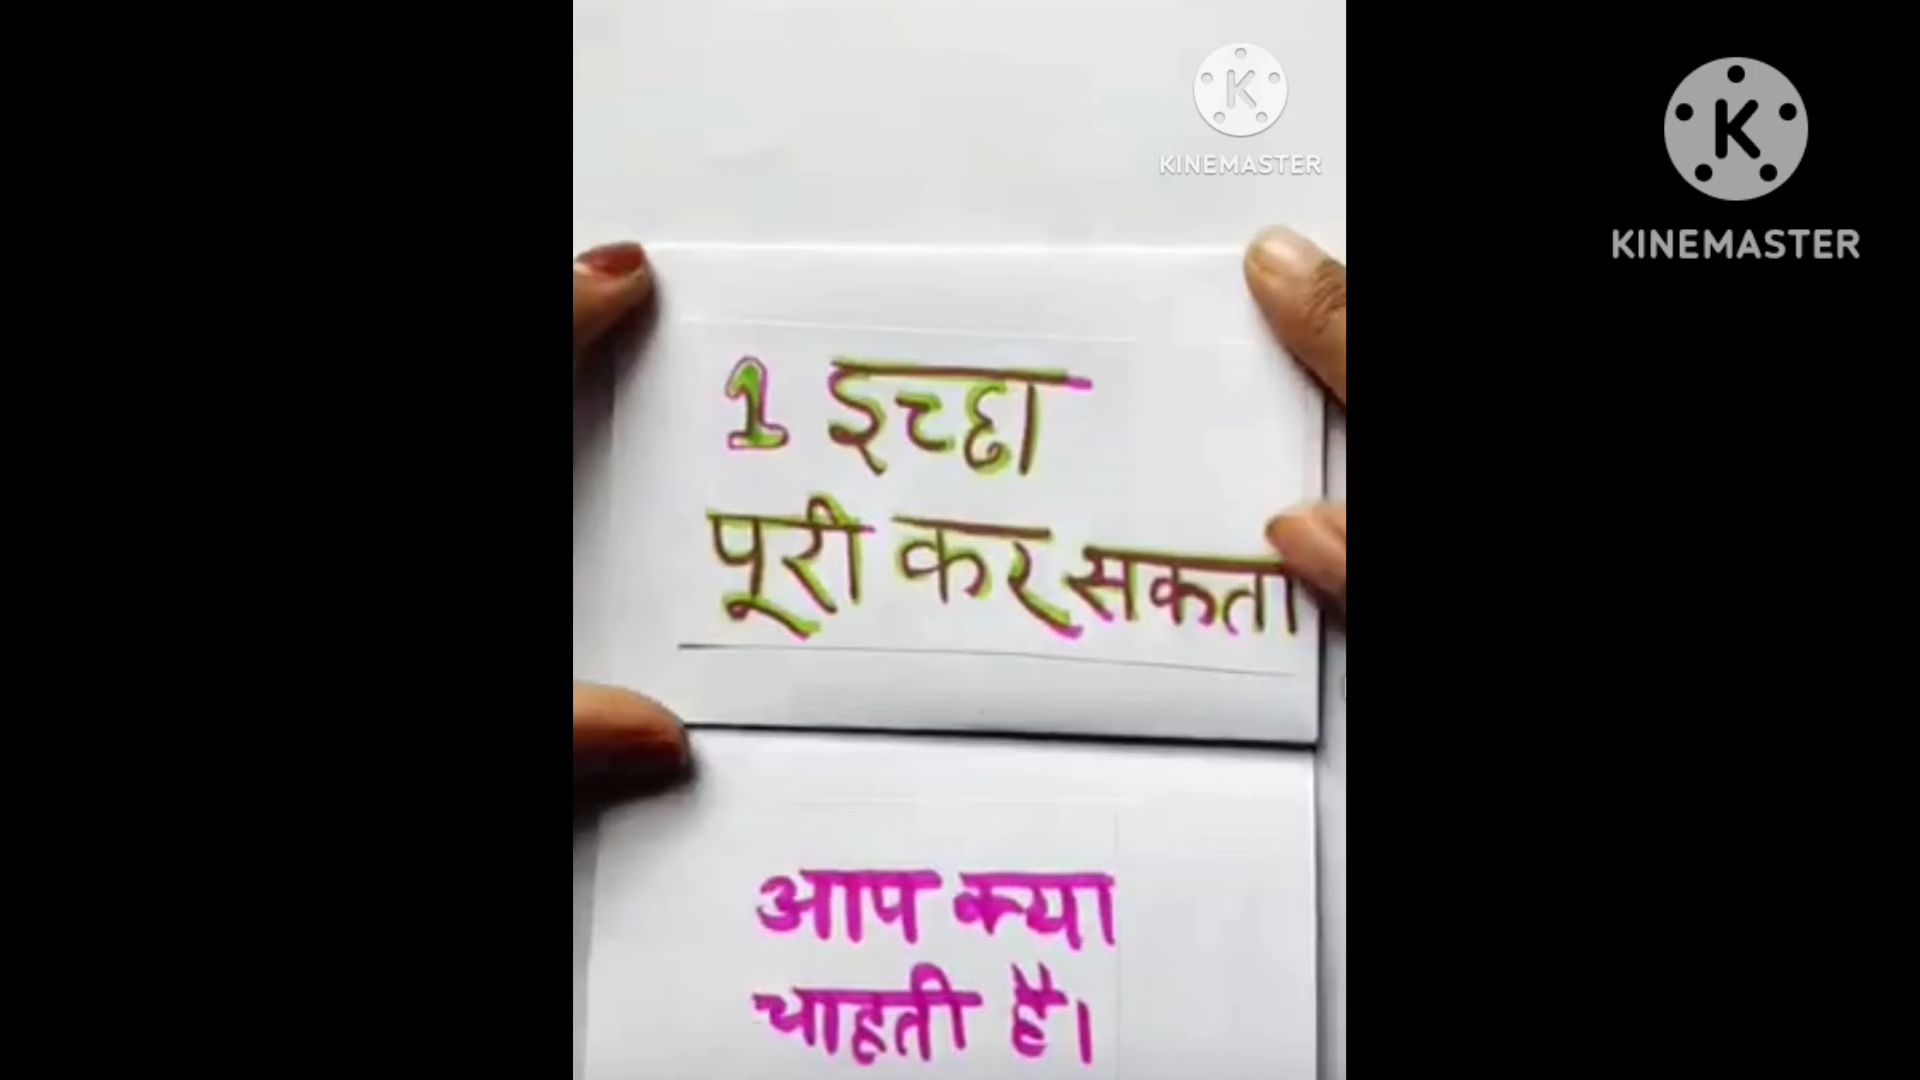 KINEMASTER
KINEMASTER
1 इच्छा
पूरी कर सकता
आप क्या
चाहती है।